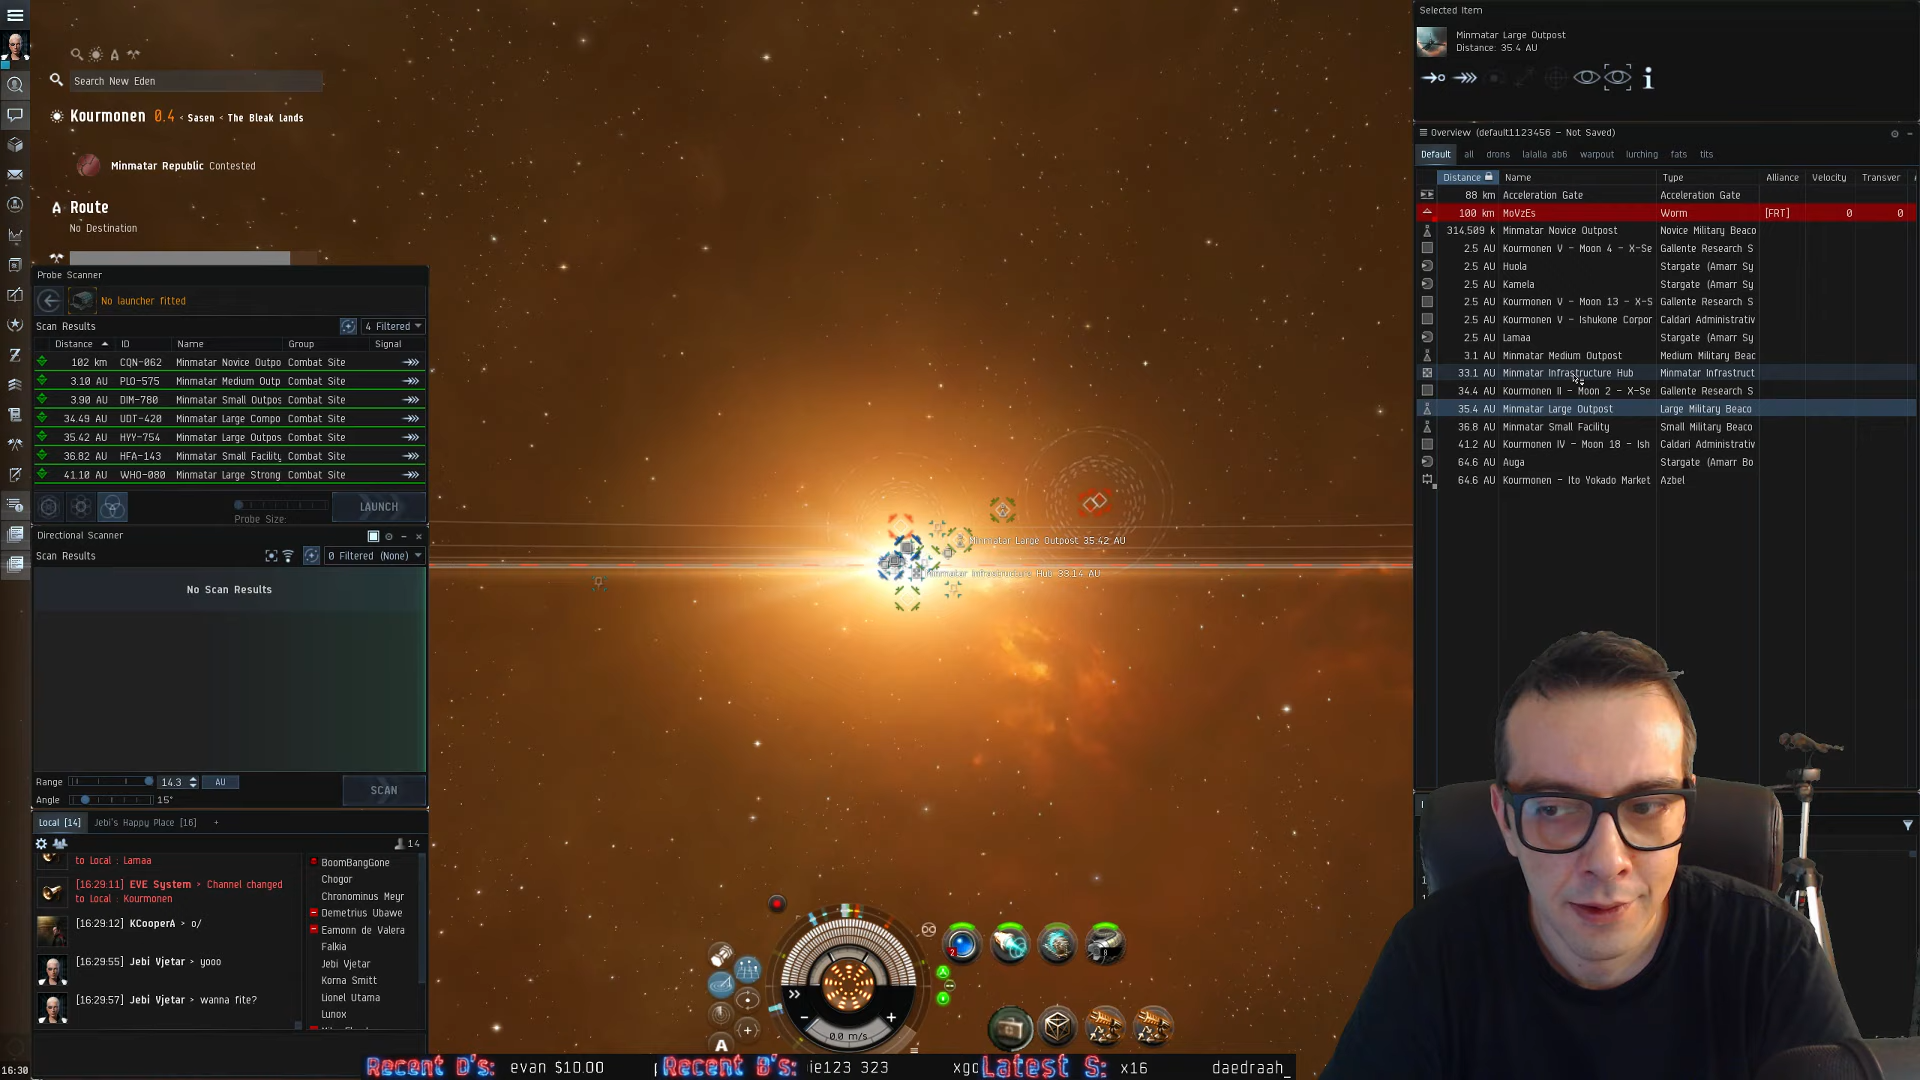 Search New Eden
Kourmonen 0.4 < Sasen < The Bleak Lands
Minmatar Republic Contested
A Route
No Destination
Probe Scanner
No launcher fitted
Scan Results
4 Filtered
Distance ID Name Group Signal
102 km CQN-062 Minmatar Novice Outpo Combat Site
3.10 AU PLO-575 Minmatar Medium Outp Combat Site
3.90 AU DIM-780 Minmatar Small Outpos Combat Site
34.49 AU UDT-420 Minmatar Large Compo Combat Site
35.42 AU HYY-754 Minmatar Large Outpos Combat Site
36.82 AU HFA-143 Minmatar Small Facility Combat Site
41.10 AU WHO-080 Minmatar Large Strong Combat Site
Probe Size:
LAUNCH
Directional Scanner
Scan Results
0 Filtered (None)
No Scan Results
Range 14.3 AU
Angle 15°
SCAN
Local [14] Jebi's Happy Place [16] +
14
to Local : Lamaa
[16:29:11] EVE System > Channel changed
to Local : Kourmonen
[16:29:12] KCooperA > o/
[16:29:55] Jebi Vjetar > yooo
[16:29:57] Jebi Vjetar > wanna fite?
BoomBangGone
Chogor
Chronominus Meyr
Demetrius Ubawe
Eamonn de Valera
Falkia
Jebi Vjetar
Korna Smitt
Lionel Utama
Lunox
16:30
Minmatar Large Outpost 35.42 AU
0.0 m/s
A
2
8
Recent D's: evan $10.00
Recent B's: ie123 323
xgo
Latest S: x16
daedraah_
Selected Item
Minmatar Large Outpost
Distance: 35.4 AU
Overview (default1123456 - Not Saved)
Default all drons lalalla ab6 warpout lurching fats tits
Distance Name Type Alliance Velocity Transver
88 km Acceleration Gate Acceleration Gate
100 km MoVzEs Worm [FRT] 0 0
314,509 k Minmatar Novice Outpost Novice Military Beaco
2.5 AU Kourmonen V - Moon 4 - X-Se Gallente Research S
2.5 AU Huola Stargate (Amarr Sy
2.5 AU Kamela Stargate (Amarr Sy
2.5 AU Kourmonen V - Moon 13 - X-S Gallente Research S
2.5 AU Kourmonen V - Ishukone Corpor Caldari Administrativ
2.5 AU Lamaa Stargate (Amarr Sy
3.1 AU Minmatar Medium Outpost Medium Military Beac
33.1 AU Minmatar Infrastructure Hub Minmatar Infrastruct
34.4 AU Kourmonen II - Moon 2 - X-Se Gallente Research S
35.4 AU Minmatar Large Outpost Large Military Beaco
36.8 AU Minmatar Small Facility Small Military Beaco
41.2 AU Kourmonen IV - Moon 18 - Ish Caldari Administrativ
64.6 AU Auga Stargate (Amarr Bo
64.6 AU Kourmonen - Ito Yokado Market Azbel